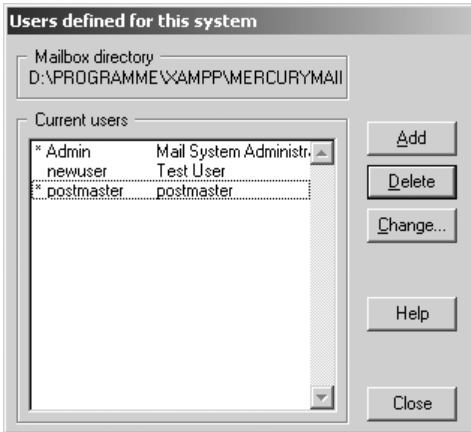 Users defined for this system
Mailbox directory
D:\PROGRAMME\XAMPP\MERCURYMAIL
Current users
* Admin Mail System Administr
newuser Test User
* postmaster postmaster
Add
Delete
Change...
Help
Close